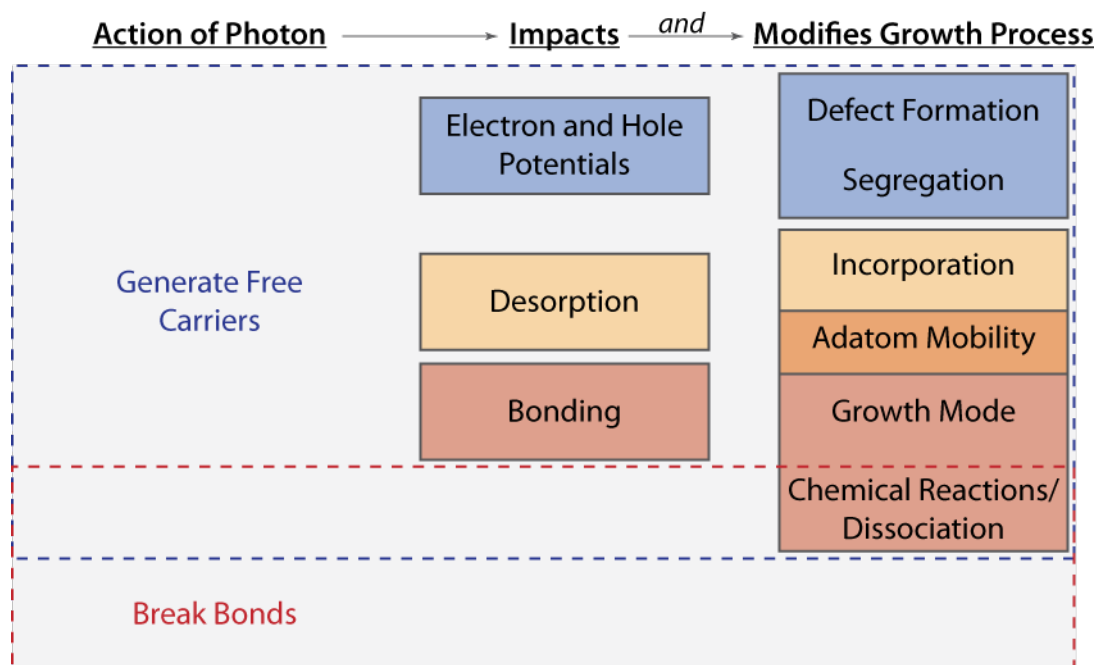 Action of Photon
Impacts
and
Modifies Growth Process
Electron and Hole
Potentials
Defect Formation
Segregation
Generate Free
Carriers
Desorption
Incorporation
Adatom Mobility
Bonding
Growth Mode
Chemical Reactions/
Dissociation
Break Bonds